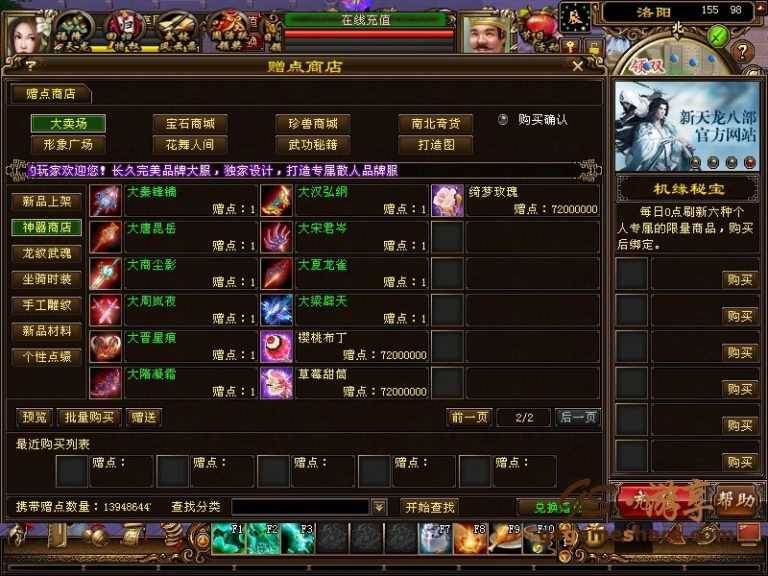 在线充值
辰
洛阳
155 98
北
领双
?
赠点商店
赠点商店
大卖场
宝石商城
珍兽商城
南北奇货
购买确认
形象广场
花舞人间
武功秘籍
打造图
的玩家欢迎您！长久完美品牌大服，独家设计，打造专属散人品牌服
新品上架
神器商店
龙纹武魂
坐骑时装
手工雕纹
新品材料
个性点缀
大秦锋镝
赠点：1
大汉弘纲
赠点：1
绮梦玫瑰
赠点：72000000
大唐昆岳
赠点：1
大宋君岑
赠点：1
大商尘影
赠点：1
大夏龙雀
赠点：1
大周岚夜
赠点：1
大梁辟天
赠点：1
大晋星痕
赠点：1
樱桃布丁
赠点：72000000
大隋凝霜
赠点：1
草莓甜筒
赠点：72000000
预览
批量购买
赠送
前一页
2/2
后一页
最近购买列表
赠点：
赠点：
赠点：
赠点：
赠点：
携带赠点数量：13948644
查找分类
开始查找
新天龙八部
官方网站
机缘秘宝
每日0点刷新六种个
人专属的限量商品，购买
后绑定。
购买
购买
购买
购买
购买
购买
帮助
F1 F2 F3 F7 F8 F9 F10